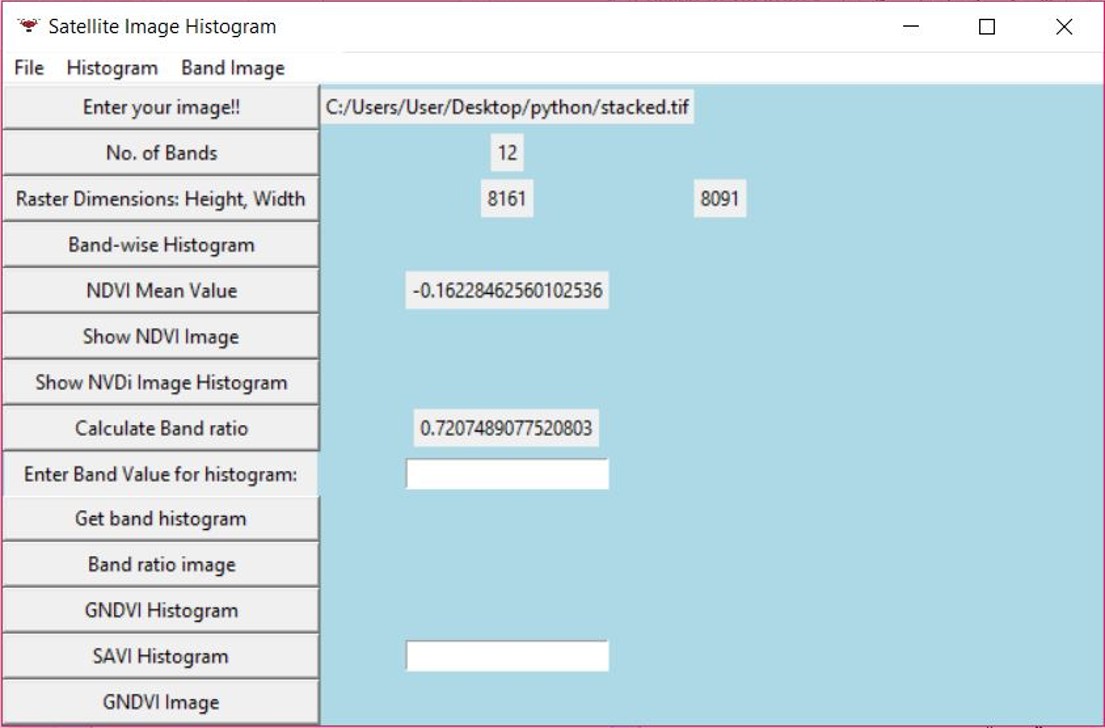 Satellite Image Histogram
File Histogram Band Image
Enter your image!! C:/Users/User/Desktop/python/stacked.tif
No. of Bands 12
Raster Dimensions: Height, Width 8161 8091
Band-wise Histogram
NDVI Mean Value -0.16228462560102536
Show NDVI Image
Show NVDi Image Histogram
Calculate Band ratio 0.7207489077520803
Enter Band Value for histogram:
Get band histogram
Band ratio image
GNDVI Histogram
SAVI Histogram
GNDVI Image